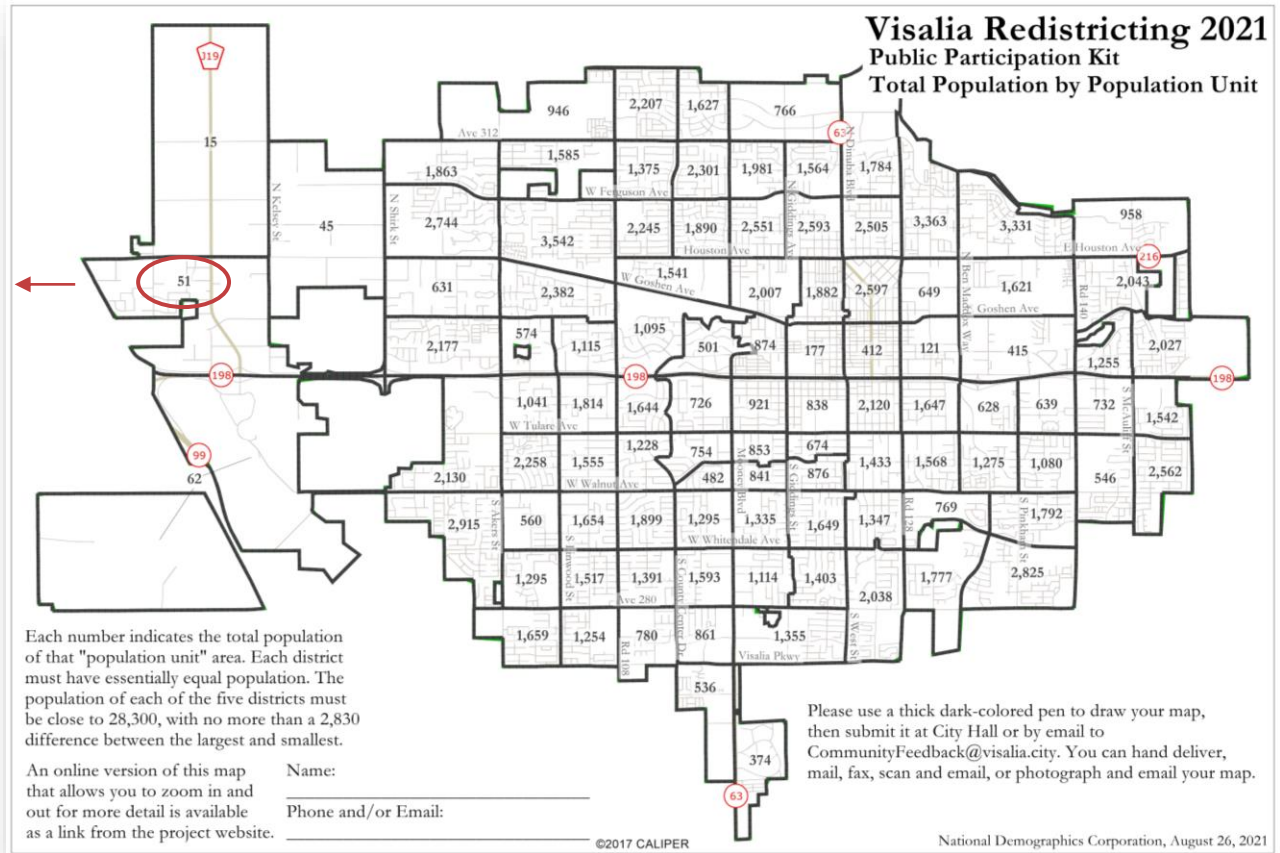 Visalia Redistricting 2021
Public Participation Kit
Total Population by Population Unit
J19
946
2,207
1,627
766
Ave 312
63
N Dinuba Blvd
15
1,863
1,585
1,375
2,301
1,981
1,564
1,784
W Ferguson Ave
N Kelsey St
N Shirk St
N Giddings Ave
45
2,744
3,542
2,245
1,890
2,551
2,593
2,505
3,363
3,331
958
Houston Ave
E Houston Ave
216
51
631
2,382
W Goshen Ave
1,541
2,007
1,882
2,597
649
N Ben Maddox Way
1,621
Goshen Ave
Rd 140
2,043
2,177
574
1,115
1,095
501
874
177
412
121
415
1,255
2,027
198
198
198
1,041
1,814
1,644
726
921
838
2,120
1,647
628
639
732
S McAuliff St
1,542
W Tulare Ave
99
62
2,130
2,258
1,555
1,228
754
853
674
482
841
876
1,433
1,568
1,275
1,080
546
2,562
W Walnut Ave
Mooney Blvd
S Giddings St
2,915
S Akers St
560
1,654
1,899
1,295
1,335
1,649
1,347
Rd 128
769
1,792
S Pinkham St
W Whitendale Ave
1,295
S Linwood St
1,517
1,391
1,593
1,114
1,403
2,038
1,777
2,825
Ave 280
S County Center Dr
1,659
1,254
780
861
1,355
S West St
Rd 108
Visalia Pkwy
536
374
63
Each number indicates the total population
of that "population unit" area. Each district
must have essentially equal population. The
population of each of the five districts must
be close to 28,300, with no more than a 2,830
difference between the largest and smallest.
An online version of this map
that allows you to zoom in and
out for more detail is available
as a link from the project website.
Name:
Phone and/or Email:
Please use a thick dark-colored pen to draw your map,
then submit it at City Hall or by email to
CommunityFeedback@visalia.city. You can hand deliver,
mail, fax, scan and email, or photograph and email your map.
©2017 CALIPER
National Demographics Corporation, August 26, 2021